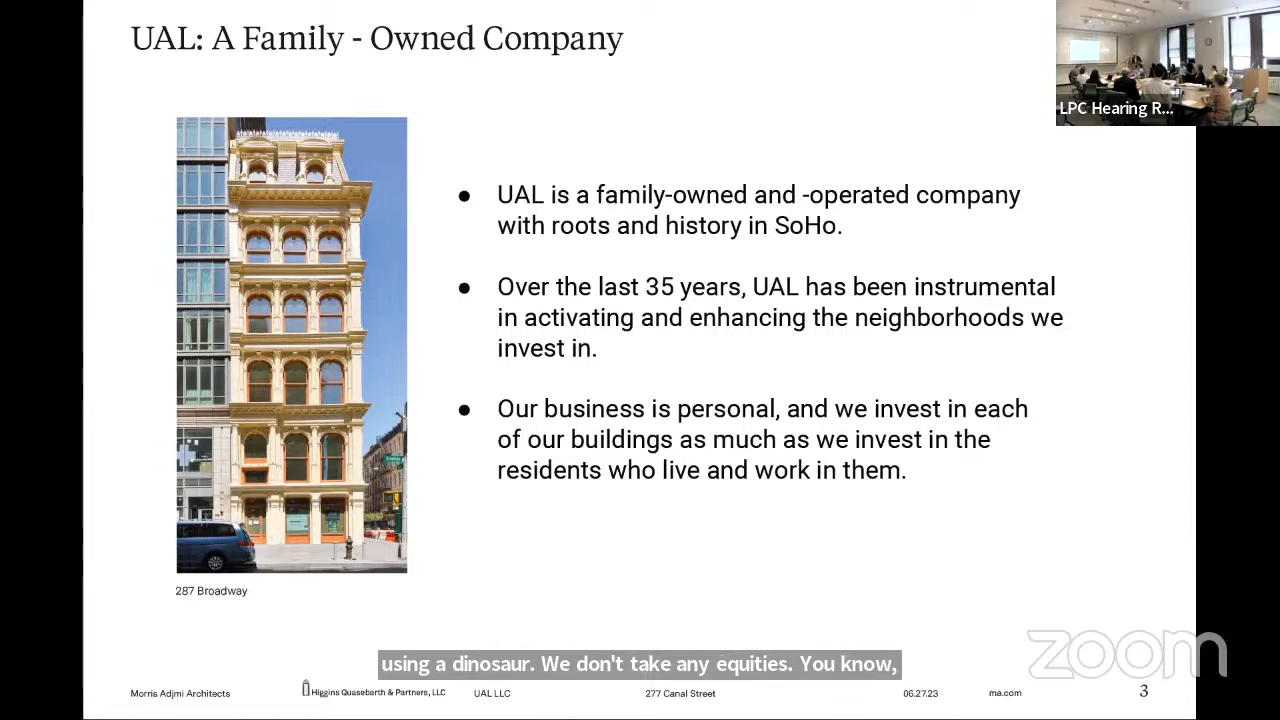 UAL: A Family - Owned Company
LPC Hearing R...
● UAL is a family-owned and -operated company
with roots and history in SoHo.
● Over the last 35 years, UAL has been instrumental
in activating and enhancing the neighborhoods we
invest in.
● Our business is personal, and we invest in each
of our buildings as much as we invest in the
residents who live and work in them.
287 Broadway
using a dinosaur. We don't take any equities. You know,
zoom
Morris Adjmi Architects
Higgins Quasebarth & Partners, LLC
UAL LLC
277 Canal Street
06.27.23
ma.com
3